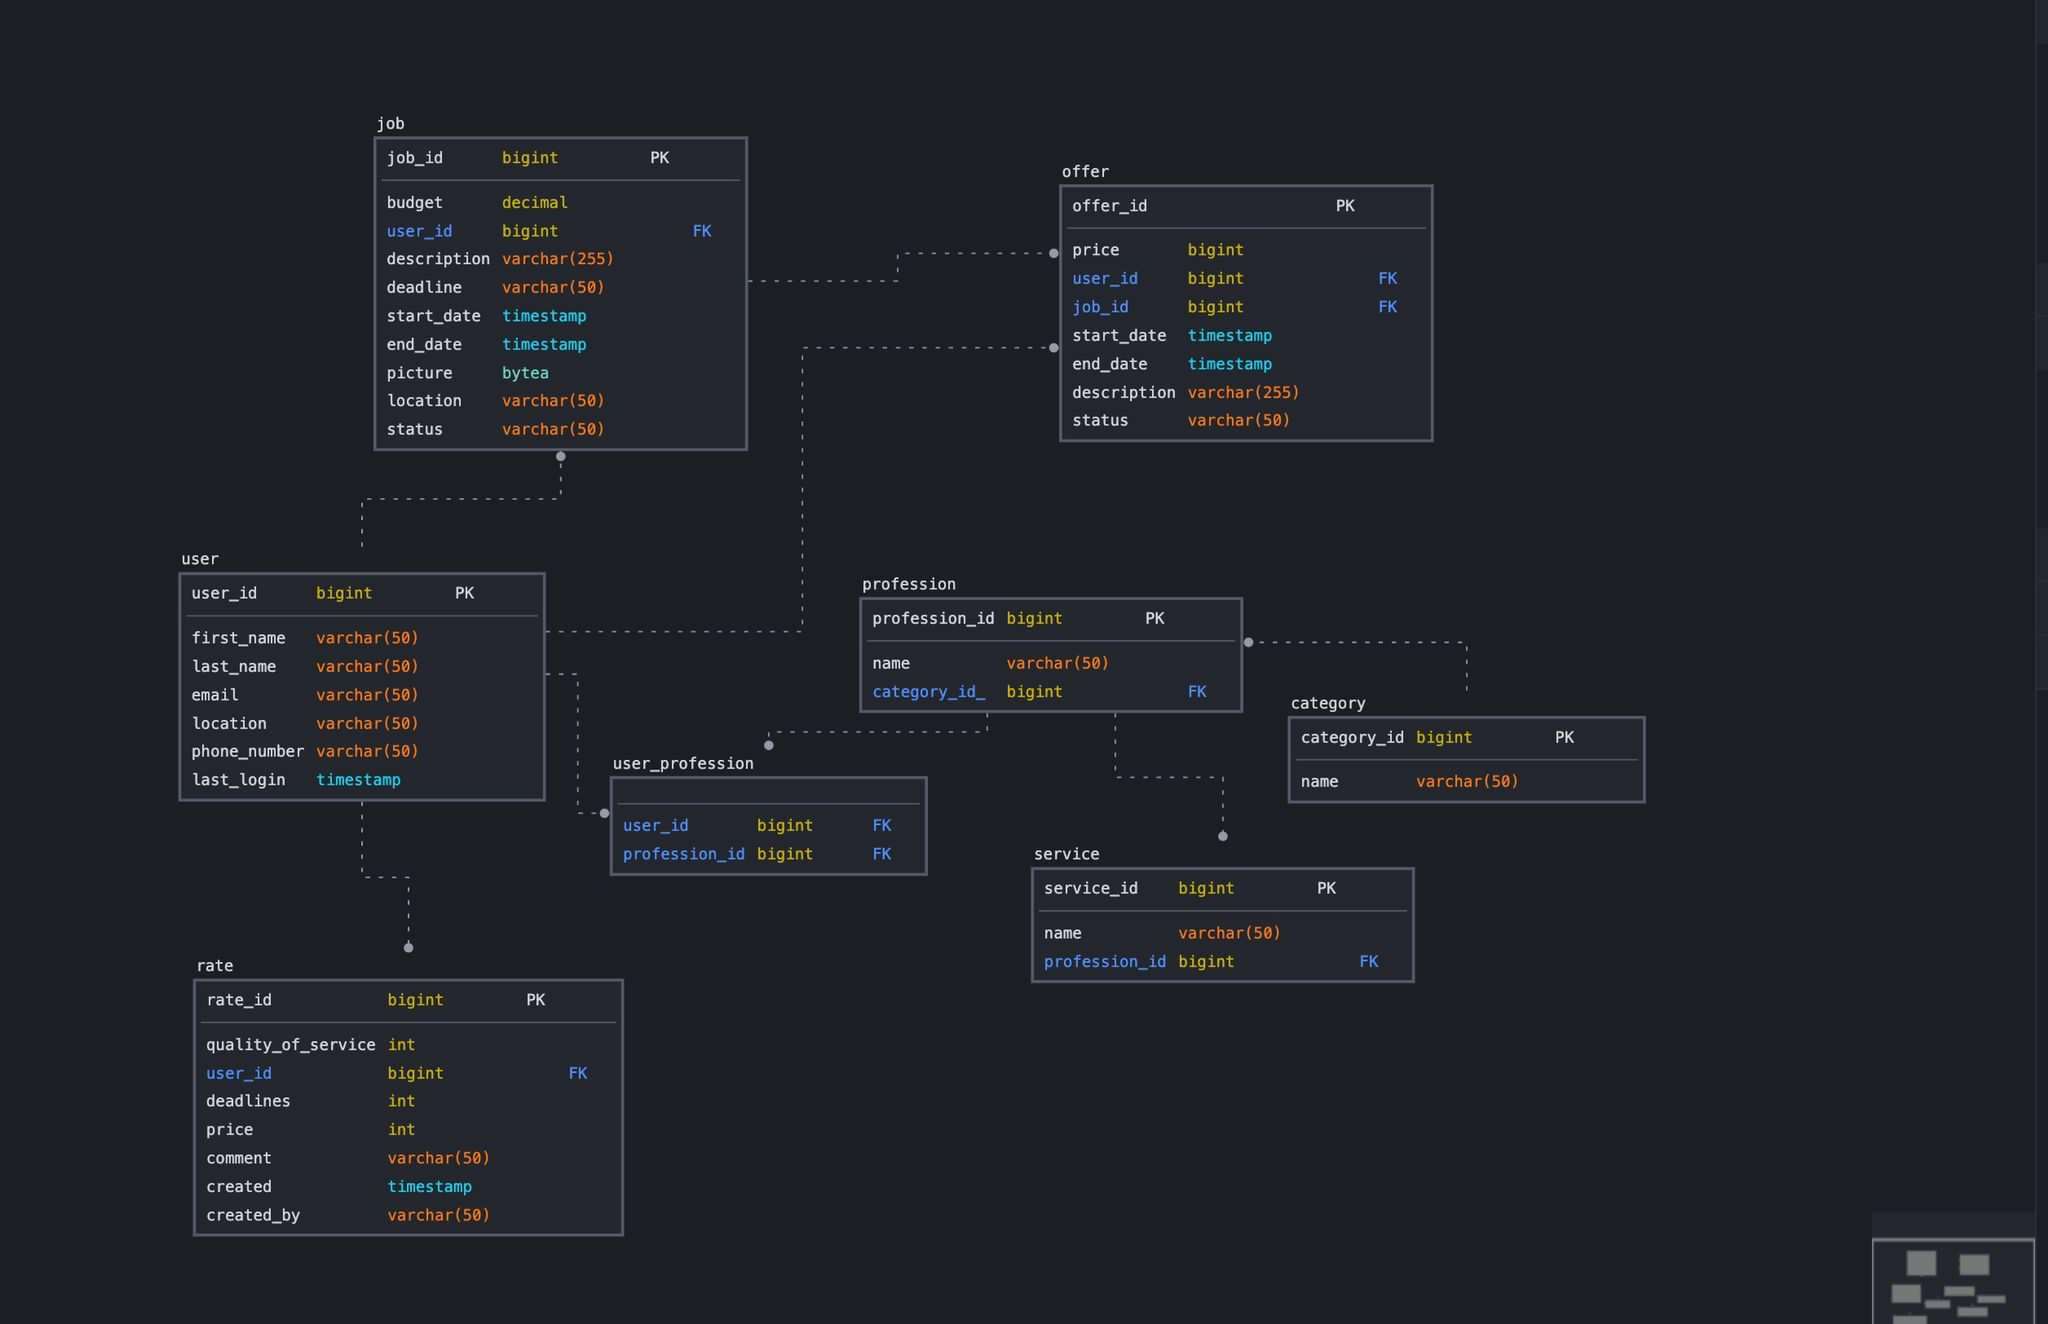 job
job_id bigint PK
budget decimal
user_id bigint FK
description varchar(255)
deadline varchar(50)
start_date timestamp
end_date timestamp
picture bytea
location varchar(50)
status varchar(50)
offer
offer_id PK
price bigint
user_id bigint FK
job_id bigint FK
start_date timestamp
end_date timestamp
description varchar(255)
status varchar(50)
user
user_id bigint PK
first_name varchar(50)
last_name varchar(50)
email varchar(50)
location varchar(50)
phone_number varchar(50)
last_login timestamp
profession
profession_id bigint PK
name varchar(50)
category_id_ bigint FK
category
category_id bigint PK
name varchar(50)
user_profession
user_id bigint FK
profession_id bigint FK
service
service_id bigint PK
name varchar(50)
profession_id bigint FK
rate
rate_id bigint PK
quality_of_service int
user_id bigint FK
deadlines int
price int
comment varchar(50)
created timestamp
created_by varchar(50)